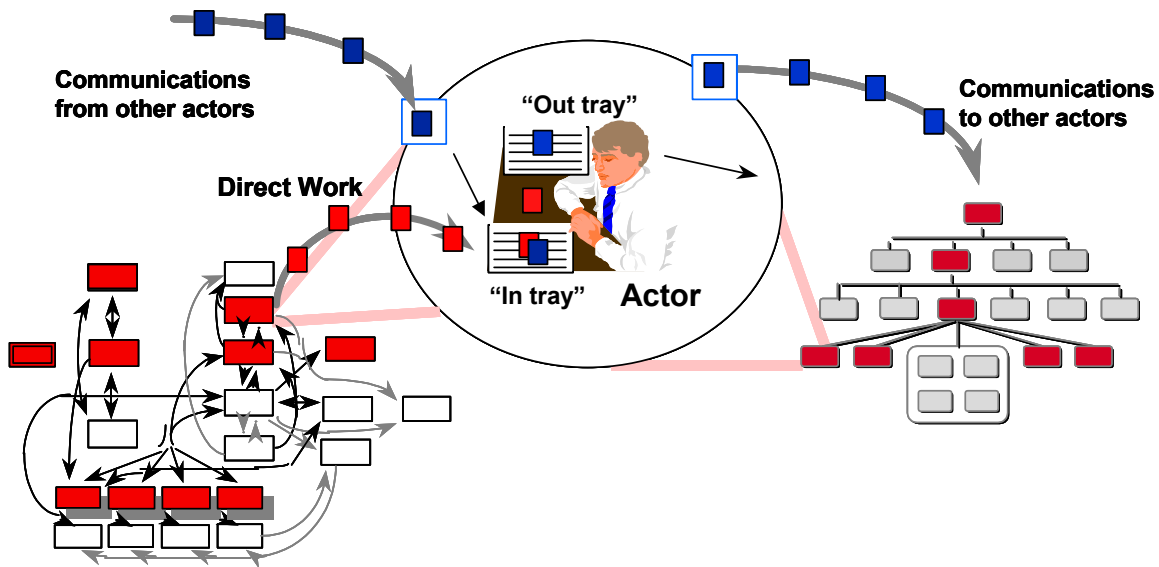 Communications
from other actors
“Out tray”
Communications
to other actors
Direct Work
“In tray”
Actor